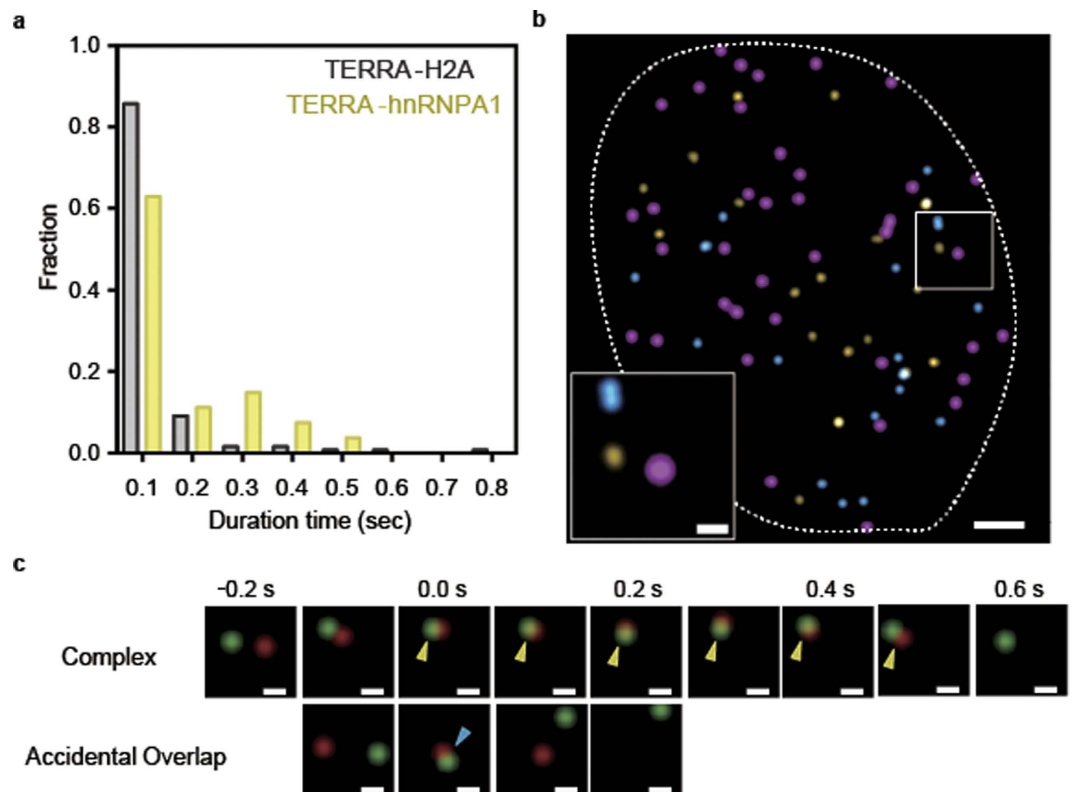 a
b
1.0
TERRA-H2A
TERRA-hnRNPA1
0.8
0.6
Fraction
0.4
0.2
0.0
0.1 0.2 0.3 0.4 0.5 0.6 0.7 0.8
Duration time (sec)
c
-0.2 s 0.0 s 0.2 s 0.4 s 0.6 s
Complex
Accidental Overlap